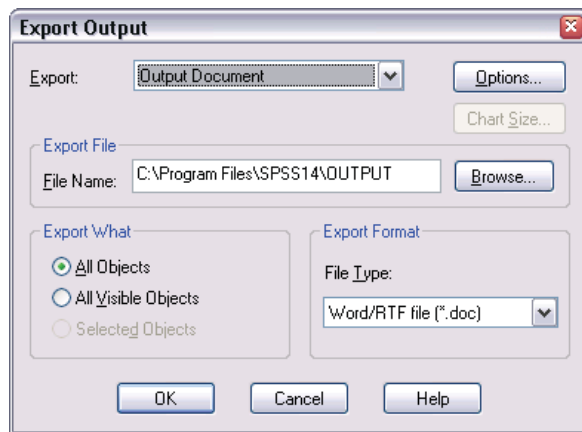 Export Output
Export: Output Document Options...
Chart Size...
Export File
File Name: C:\Program Files\SPSS14\OUTPUT Browse...
Export What
All Objects
All Visible Objects
Selected Objects
Export Format
File Type:
Word/RTF file (*.doc)
OK Cancel Help